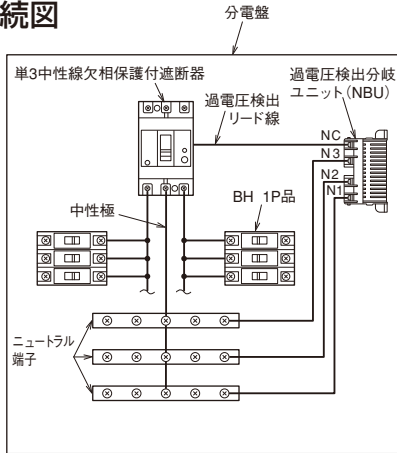 続図
分電盤
単3中性線欠相保護付遮断器
過電圧検出
リード線
過電圧検出分岐
ユニット(NBU)
NC
N3
N2
N1
中性極
BH 1P品
ニュートラル
端子